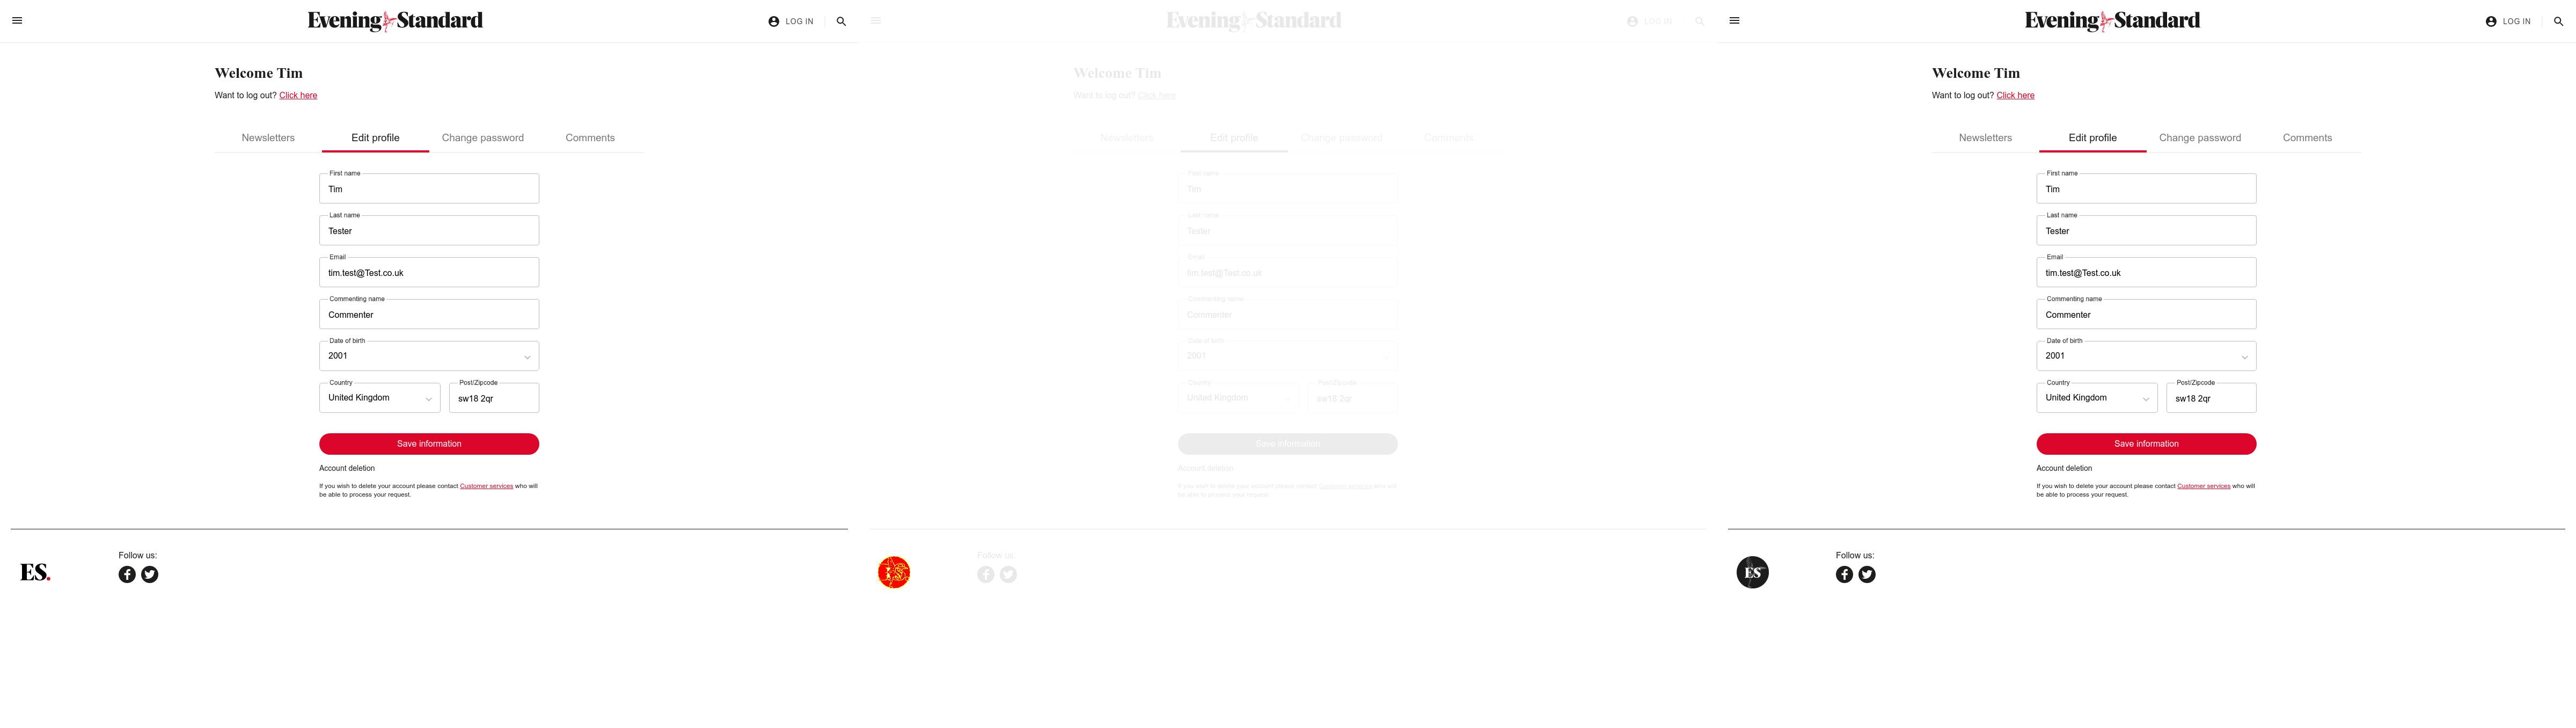 Evening Standard
LOG IN
Welcome Tim
Want to log out? Click here
Newsletters Edit profile Change password Comments
First name
Tim
Last name
Tester
Email
tim.test@Test.co.uk
Commenting name
Commenter
Date of birth
2001
Country Post/Zipcode
United Kingdom sw18 2qr
Save information
Account deletion
If you wish to delete your account please contact Customer services who will
be able to process your request.
Follow us:
ES.
Evening Standard
LOG IN
Welcome Tim
Want to log out? Click here
Newsletters Edit profile Change password Comments
First name
Tim
Last name
Tester
Email
tim.test@Test.co.uk
Commenting name
Commenter
Date of birth
2001
Country Post/Zipcode
United Kingdom sw18 2qr
Save information
Account deletion
If you wish to delete your account please contact Customer services who will
be able to process your request.
Follow us:
ES
Evening Standard
LOG IN
Welcome Tim
Want to log out? Click here
Newsletters Edit profile Change password Comments
First name
Tim
Last name
Tester
Email
tim.test@Test.co.uk
Commenting name
Commenter
Date of birth
2001
Country Post/Zipcode
United Kingdom sw18 2qr
Save information
Account deletion
If you wish to delete your account please contact Customer services who will
be able to process your request.
Follow us:
ES